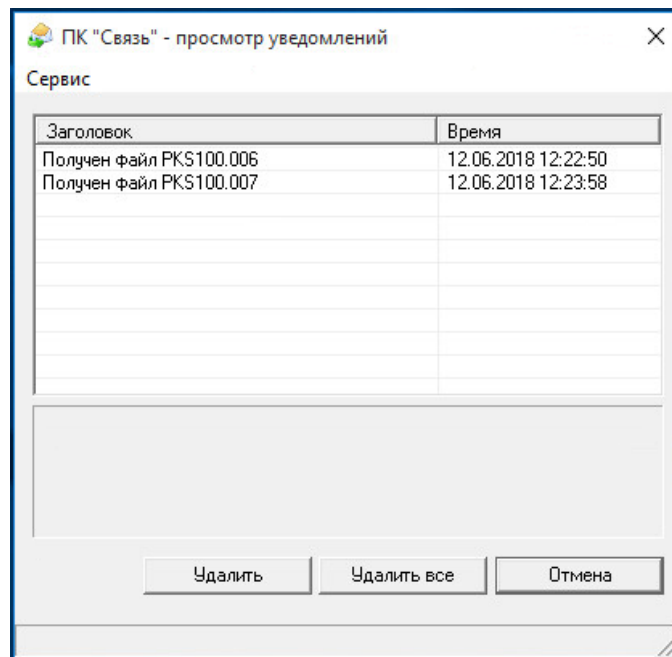 ПК "Связь" - просмотр уведомлений
Сервис
Заголовок Время
Получен файл PKS100.006 12.06.2018 12:22:50
Получен файл PKS100.007 12.06.2018 12:23:58
Удалить Удалить все Отмена